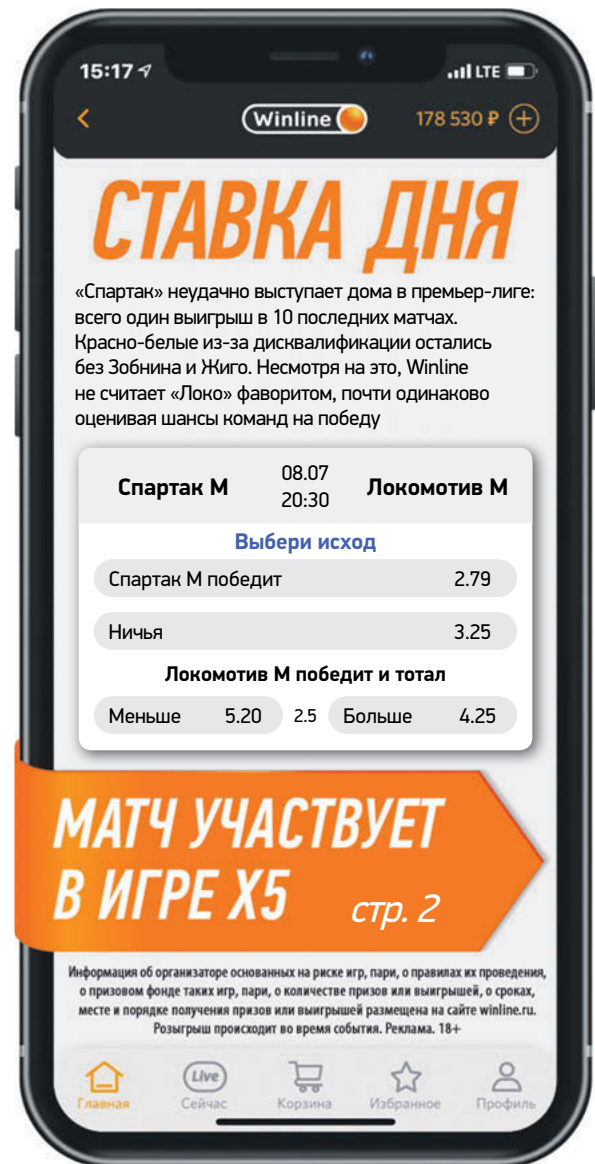 15:17 LTE
Winline 178 530 ₽
СТАВКА ДНЯ
«Спартак» неудачно выступает дома в премьер-лиге:
всего один выигрыш в 10 последних матчах.
Красно-белые из-за дисквалификации остались
без Зобнина и Жиго. Несмотря на это, Winline
не считает «Локо» фаворитом, почти одинаково
оценивая шансы команд на победу
Спартак М 08.07 20:30 Локомотив М
Выбери исход
Спартак М победит 2.79
Ничья 3.25
Локомотив М победит и тотал
Меньше 5.20 2.5 Больше 4.25
МАТЧ УЧАСТВУЕТ
В ИГРЕ Х5 стр. 2
Информация об организаторе основанных на риске игр, пари, о правилах их проведения,
о призовом фонде таких игр, пари, о количестве призов или выигрышей, о сроках,
месте и порядке получения призов или выигрышей размещена на сайте winline.ru.
Розыгрыш происходит во время события. Реклама. 18+
Live
Главная Сейчас Корзина Избранное Профиль